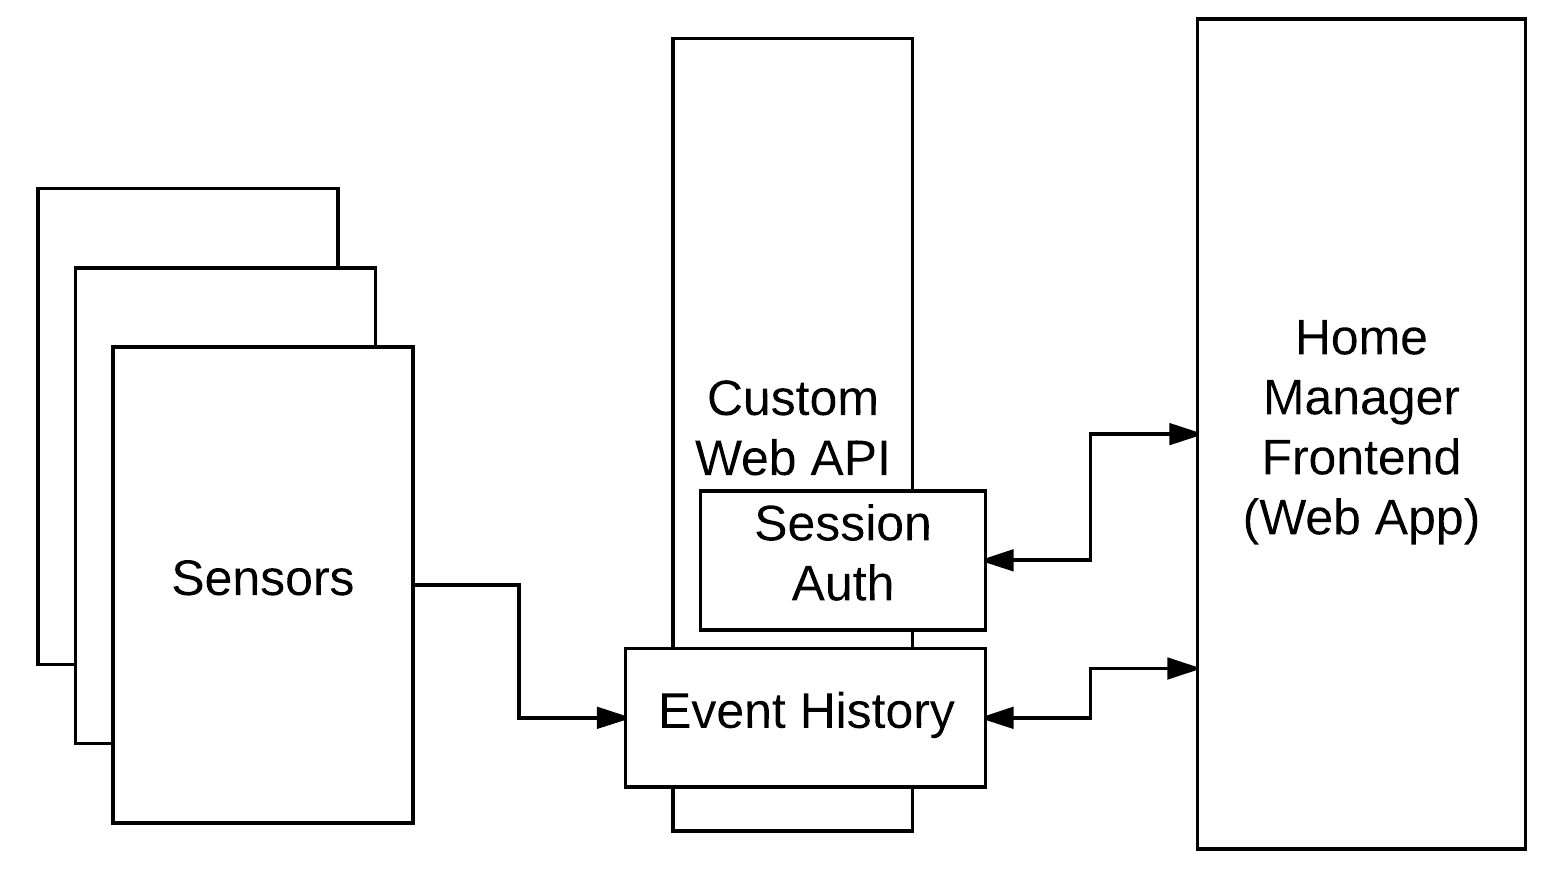 Sensors
Custom
Web API
Session
Auth
Event History
Home
Manager
Frontend
(Web App)